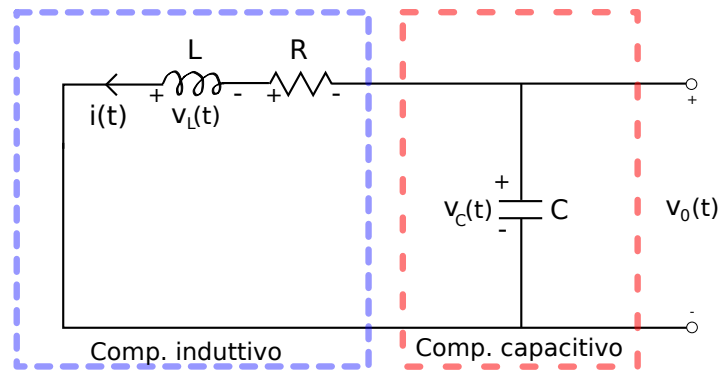 L
R
+
-
+
-
i(t)
vL(t)
+
+
vC(t)
C
v0(t)
-
-
Comp. induttivo
Comp. capacitivo